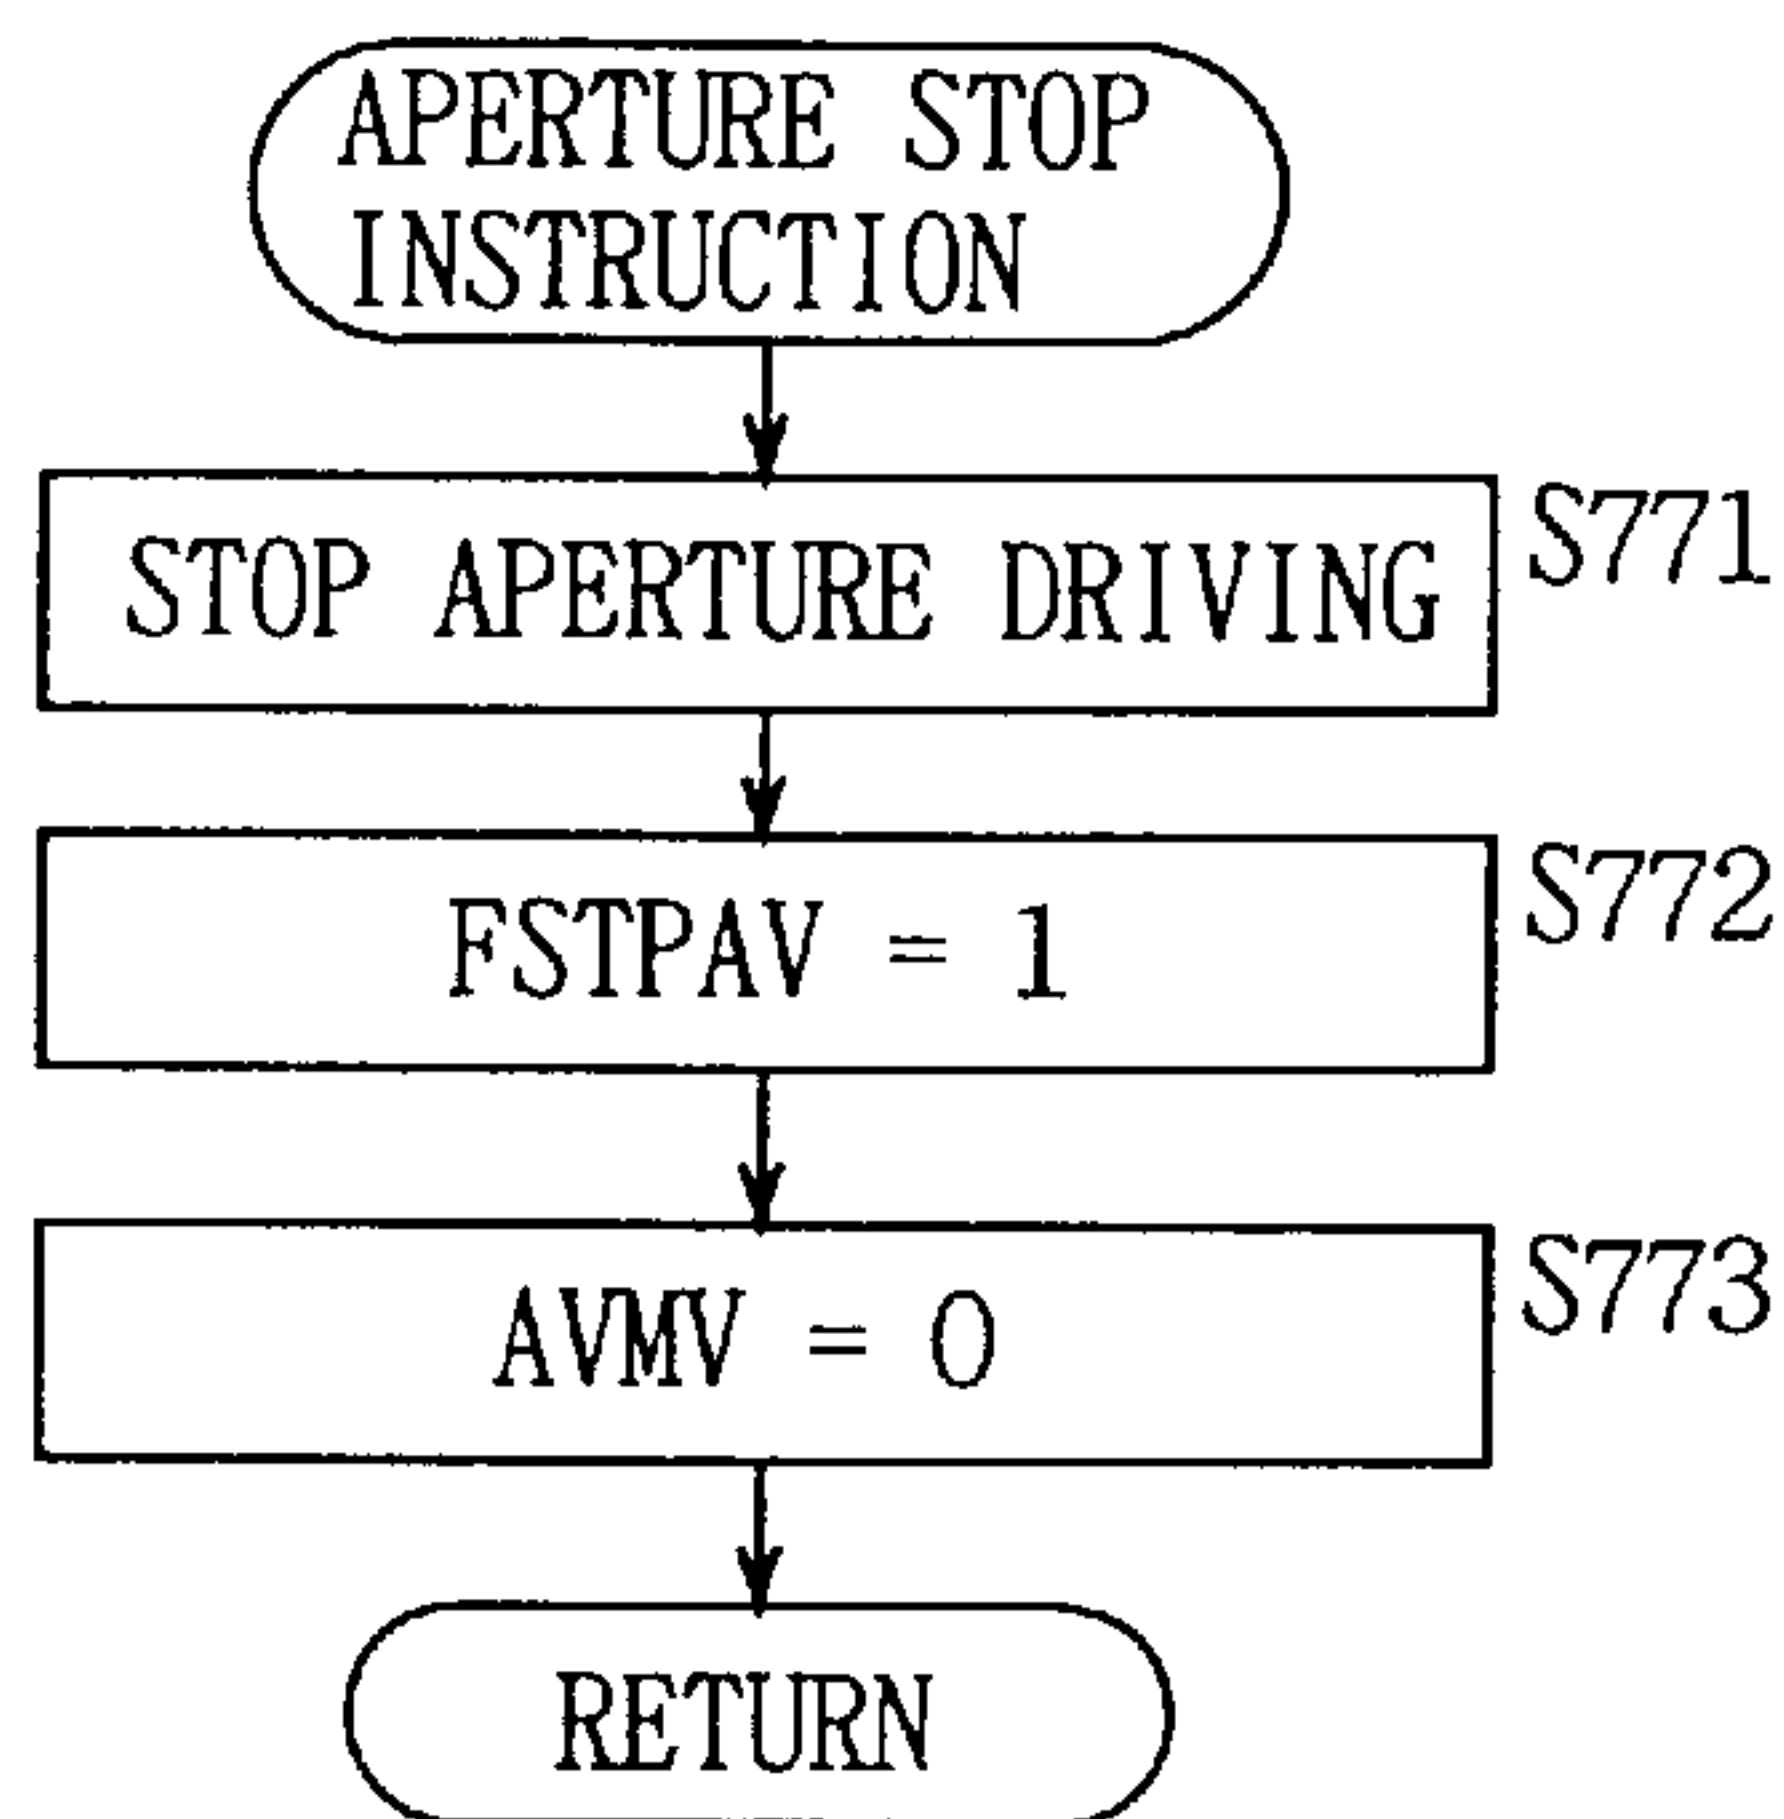 APERTURE STOP
INSTRUCTION
STOP APERTURE DRIVING
S771
FSTPAV = 1
S772
AVMV = 0
S773
RETURN